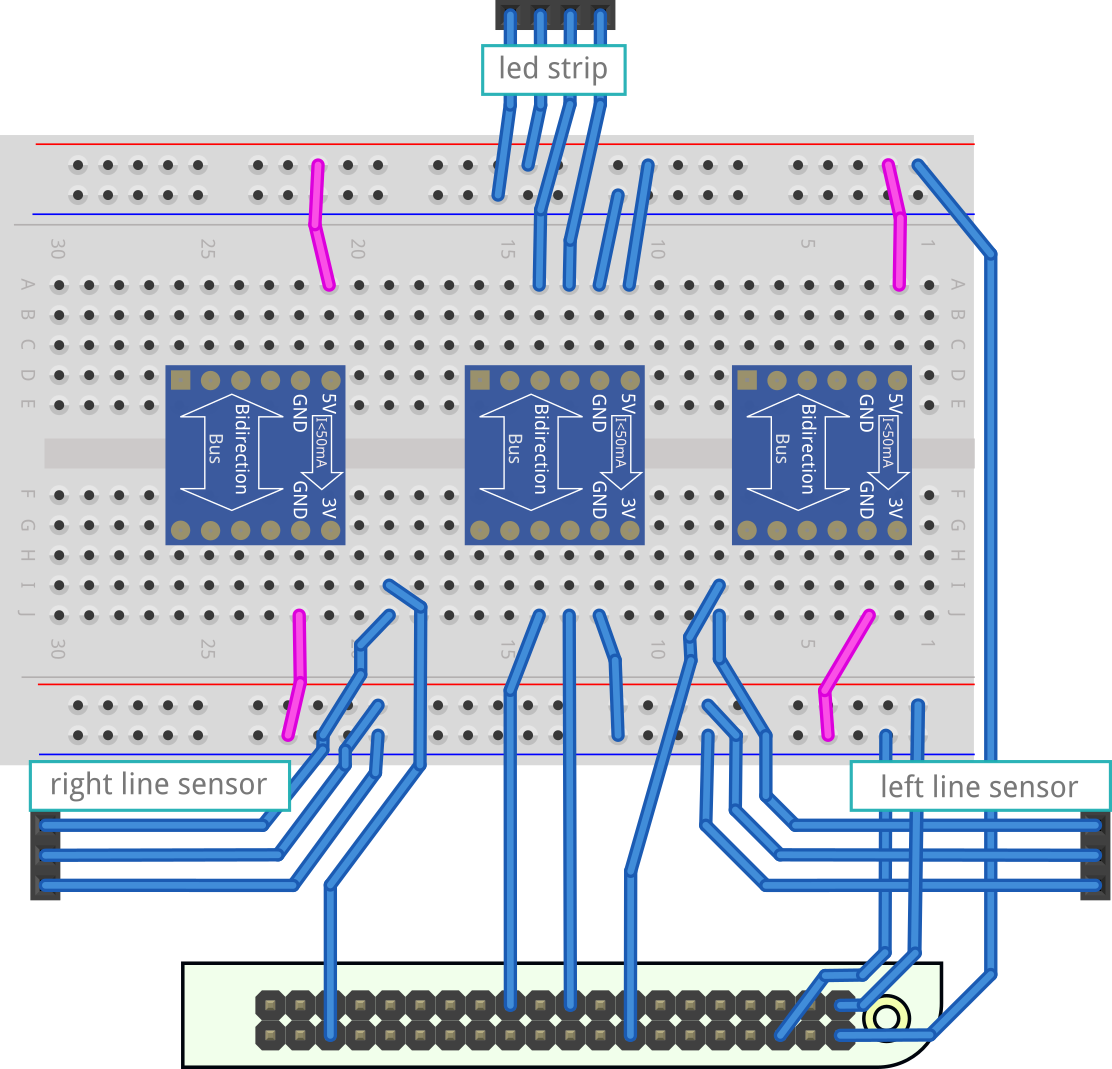 led strip
30 25 20 15 10 5 1
A A
B B
C C
D D
E E
5V
GND
I<50mA
Bidirection
Bus
GND
3V
5V
GND
I<50mA
Bidirection
Bus
GND
3V
5V
GND
I<50mA
Bidirection
Bus
GND
3V
F F
G G
H H
I I
J J
30 25 15 10 5 1
right line sensor
left line sensor